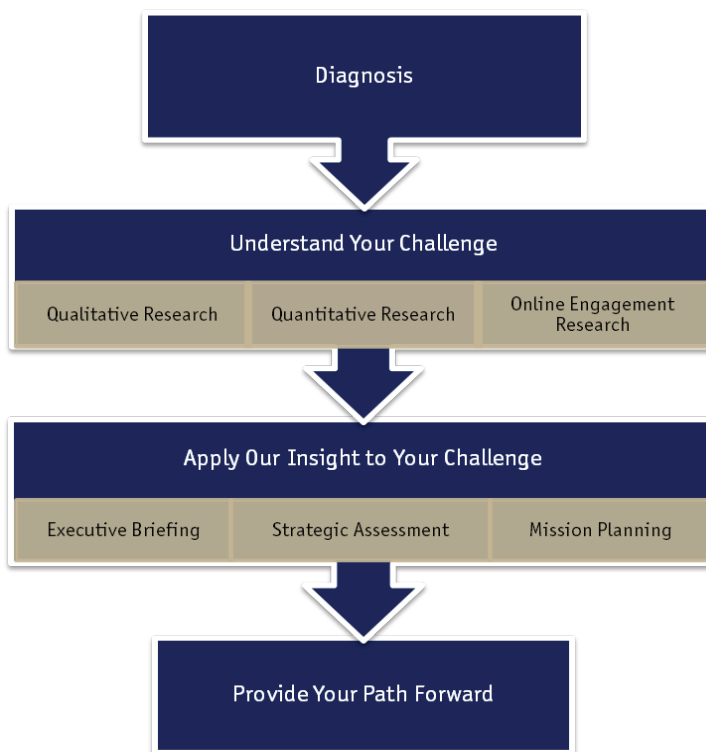 Diagnosis
Understand Your Challenge
Qualitative Research
Quantitative Research
Online Engagement
Research
Apply Our Insight to Your Challenge
Executive Briefing
Strategic Assessment
Mission Planning
Provide Your Path Forward